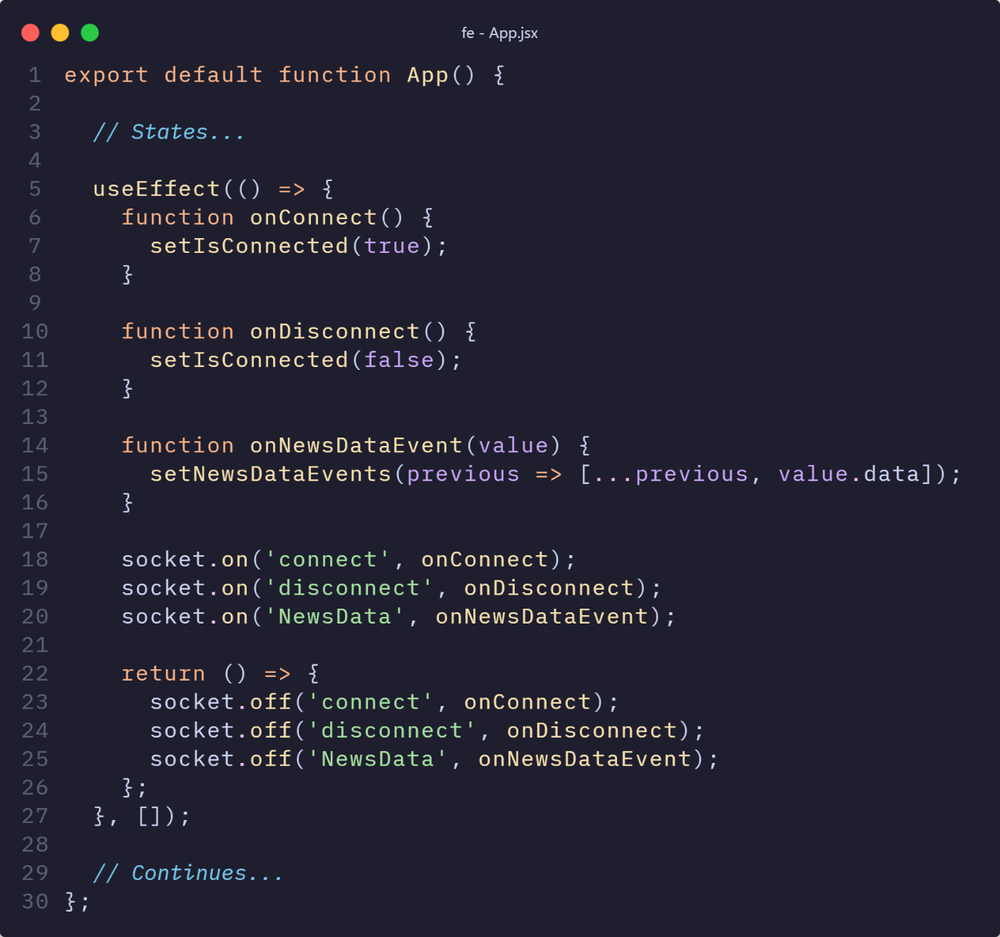 fe - App.jsx
1 export default function App() {
2
3   // States...
4
5   useEffect(() => {
6     function onConnect() {
7       setIsConnected(true);
8     }
9
10     function onDisconnect() {
11       setIsConnected(false);
12     }
13
14     function onNewsDataEvent(value) {
15       setNewsDataEvents(previous => [...previous, value.data]);
16     }
17
18     socket.on('connect', onConnect);
19     socket.on('disconnect', onDisconnect);
20     socket.on('NewsData', onNewsDataEvent);
21
22     return () => {
23       socket.off('connect', onConnect);
24       socket.off('disconnect', onDisconnect);
25       socket.off('NewsData', onNewsDataEvent);
26     };
27   }, []);
28
29   // Continues...
30 };